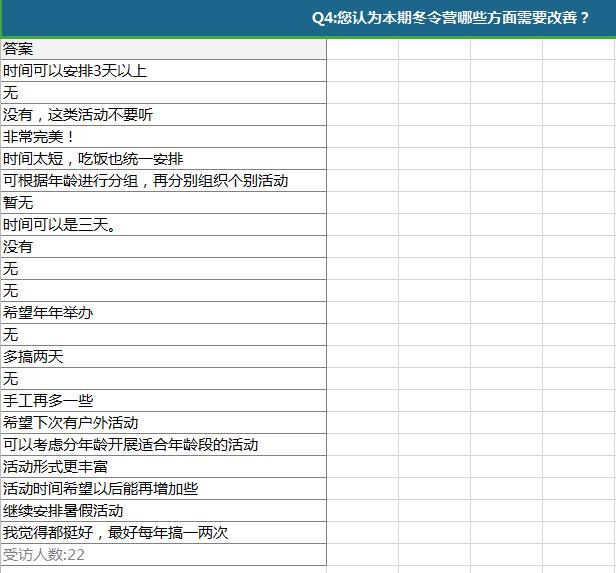 Q4:您认为本期冬令营哪些方面需要改善？
答案
时间可以安排3天以上
无
没有，这类活动不要听
非常完美！
时间太短，吃饭也统一安排
可根据年龄进行分组，再分别组织个别活动
暂无
时间可以是三天。
没有
无
无
希望年年举办
无
多搞两天
无
手工再多一些
希望下次有户外活动
可以考虑分年龄开展适合年龄段的活动
活动形式更丰富
活动时间希望以后能再增加些
继续安排暑假活动
我觉得都挺好，最好每年搞一两次
受访人数:22